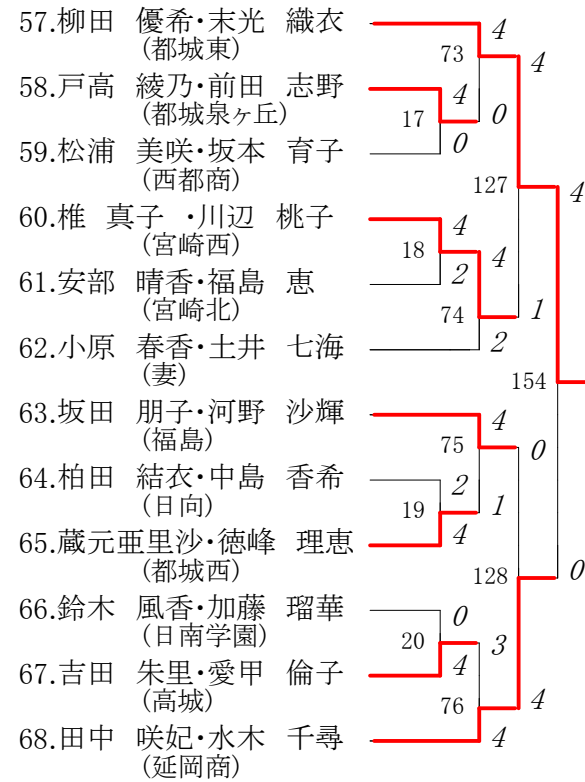 57.柳田 優希・末光 織衣 4
(都城東) 73 4
58.戸高 綾乃・前田 志野 4 0
(都城泉ヶ丘) 17
59.松浦 美咲・坂本 育子 0
(西都商) 127 4
60.椎 真子 ・川辺 桃子 4
(宮崎西) 18 4
61.安部 晴香・福島 恵 2
(宮崎北) 74 1
62.小原 春香・土井 七海 2
(妻) 154
63.坂田 朋子・河野 沙輝 4
(福島) 75 0
64.柏田 結衣・中島 香希 2
(日向) 19 1
65.蔵元亜里沙・徳峰 理恵 4
(都城西) 128 0
66.鈴木 風香・加藤 瑠華 0
(日南学園) 20 3
67.吉田 朱里・愛甲 倫子 4
(高城) 76 4
68.田中 咲妃・水木 千尋 4
(延岡商)